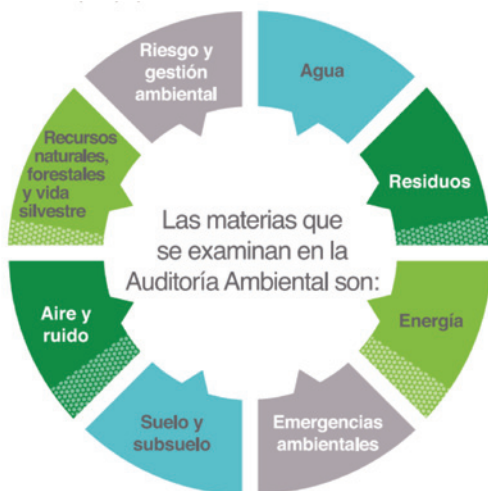 Las materias que
se examinan en la
Auditoría Ambiental son:
Agua
Residuos
Energía
Emergencias
ambientales
Suelo y
subsuelo
Aire y
ruido
Recursos
naturales,
forestales
y vida
silvestre
Riesgo y
gestión
ambiental